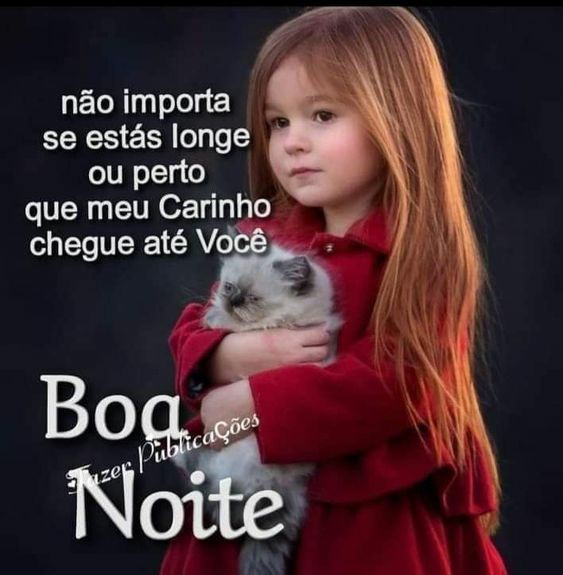 não importa
se estás longe
ou perto
que meu Carinho
chegue até Você
Boa
Fazer PublicaÇões
Noite